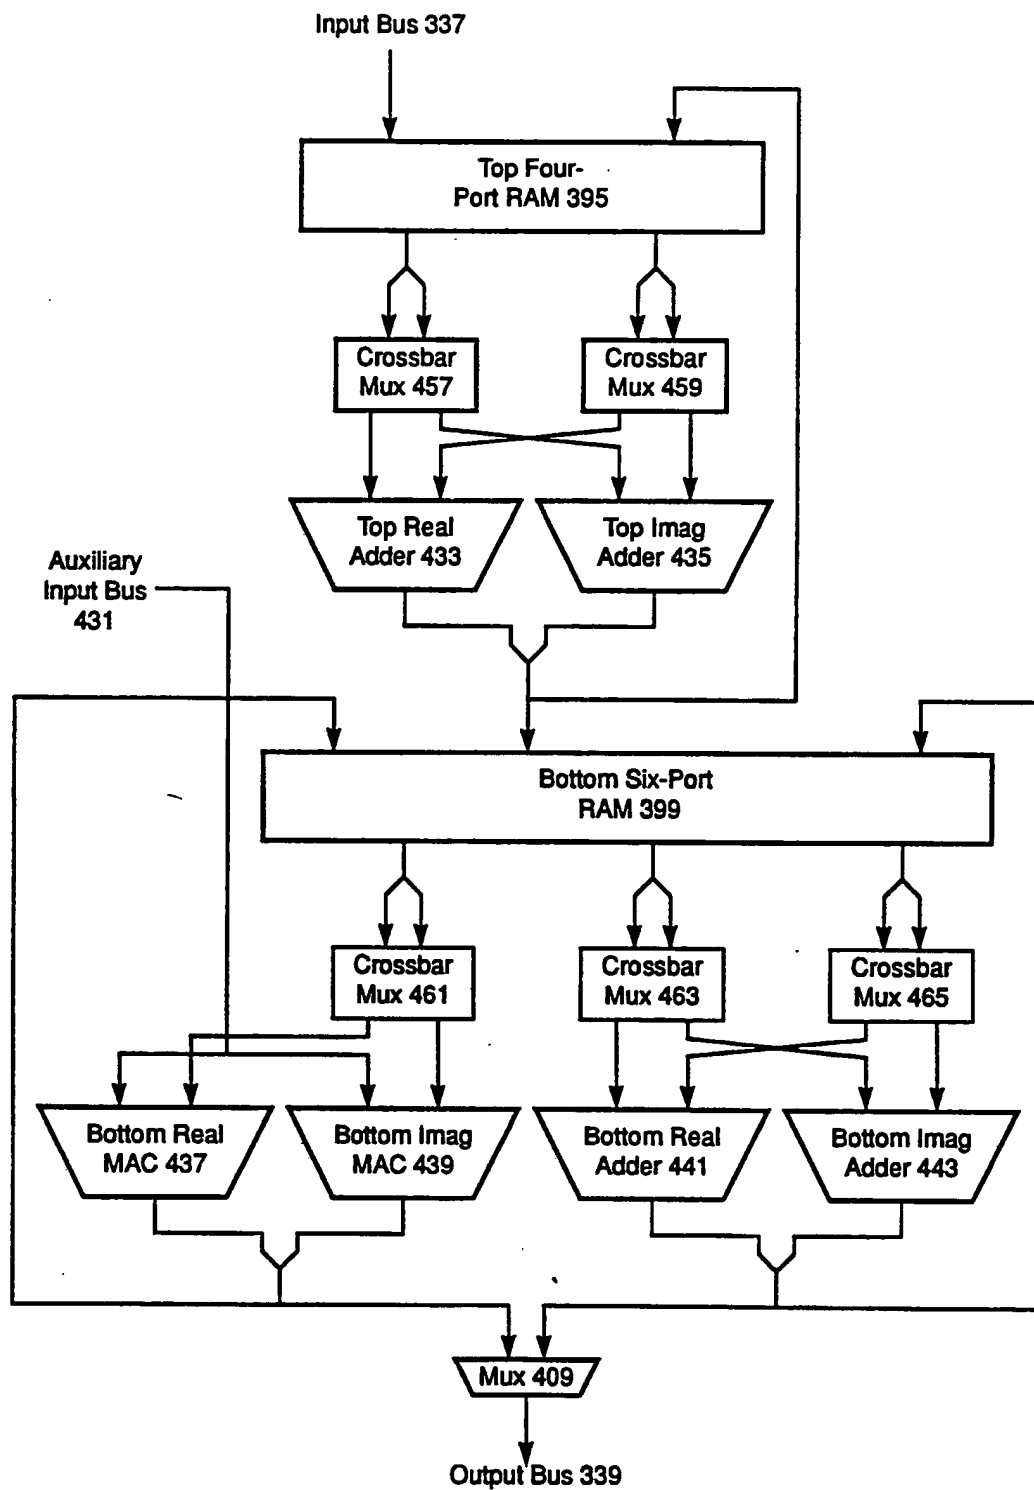 Input Bus 337
Top Four-
Port RAM 395
Crossbar
Mux 457
Crossbar
Mux 459
Top Real
Adder 433
Top Imag
Adder 435
Auxiliary
Input Bus
431
Bottom Six-Port
RAM 399
Crossbar
Mux 461
Crossbar
Mux 463
Crossbar
Mux 465
Bottom Real
MAC 437
Bottom Imag
MAC 439
Bottom Real
Adder 441
Bottom Imag
Adder 443
Mux 409
Output Bus 339